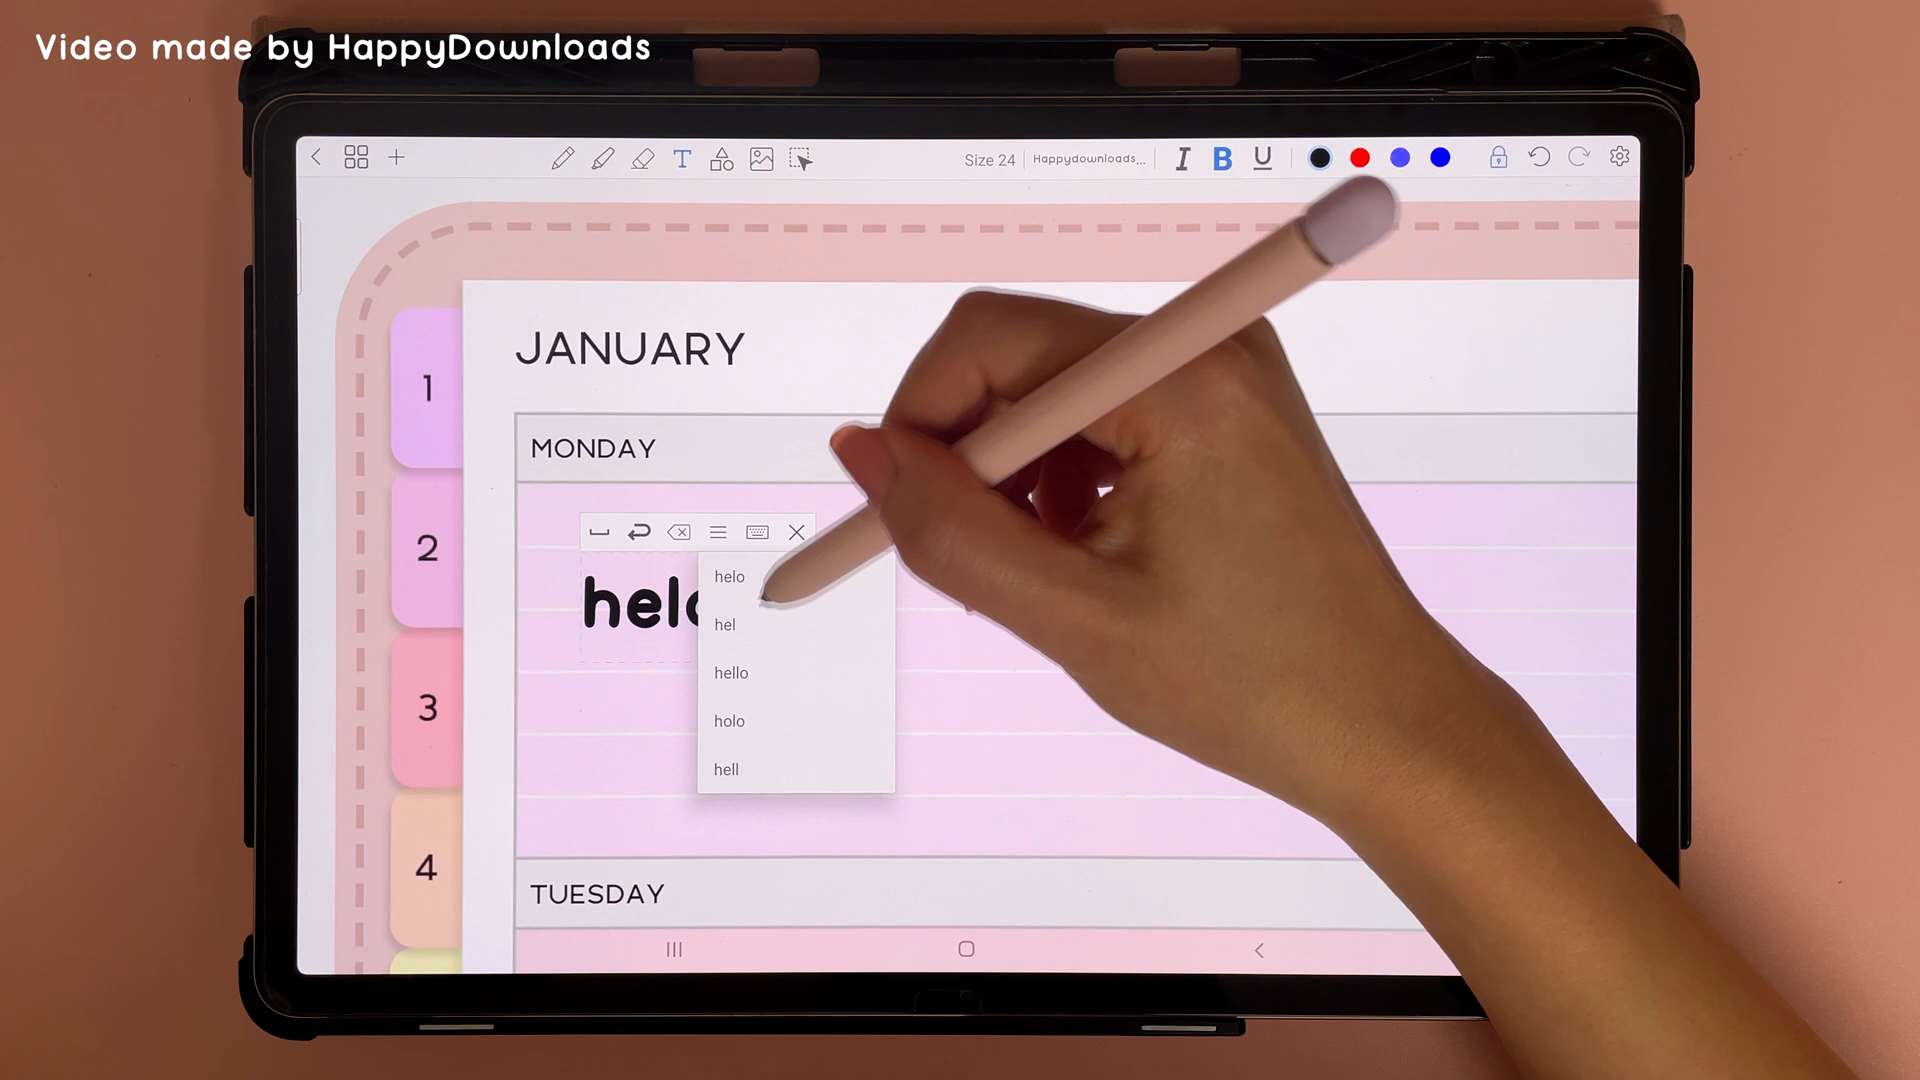 Video made by HappyDownloads
Size 24 Happydownloads... I B U
JANUARY
1
MONDAY
2
helo
helo
hel
hello
holo
hell
3
4
TUESDAY